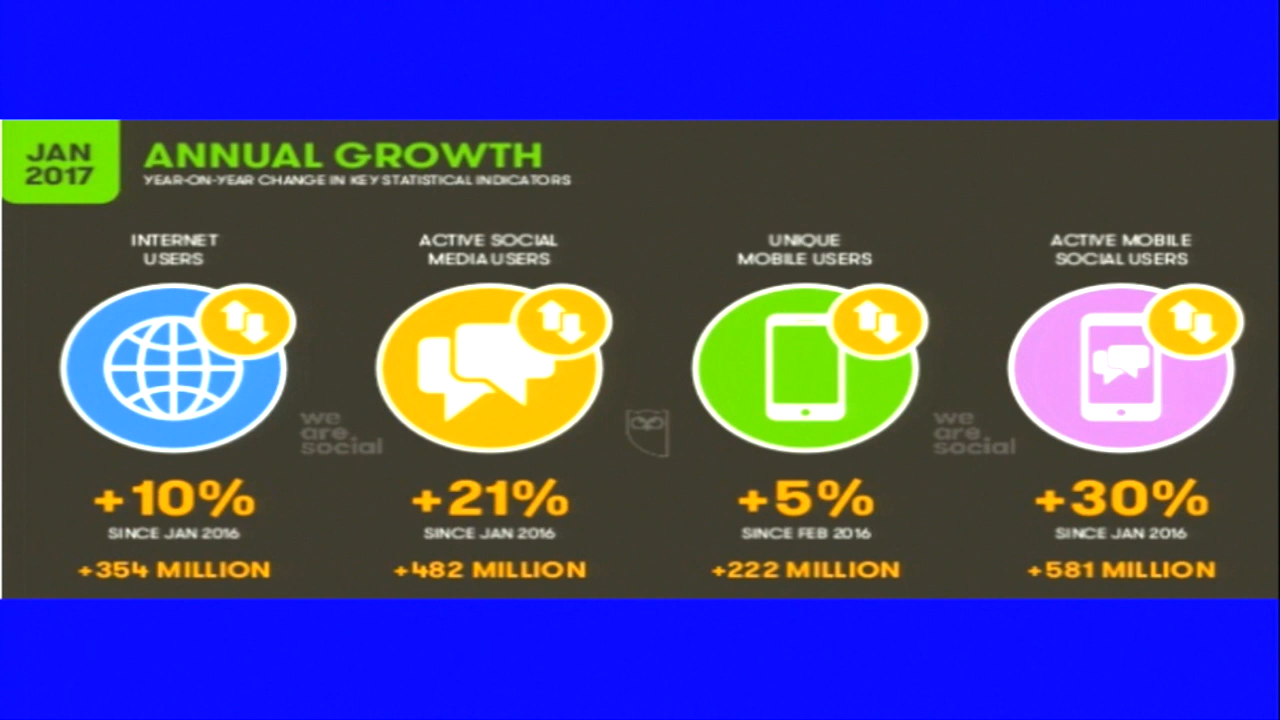 JAN
2017
ANNUAL GROWTH
YEAR-ON-YEAR CHANGE IN KEY STATISTICAL INDICATORS
INTERNET
USERS
ACTIVE SOCIAL
MEDIA USERS
UNIQUE
MOBILE USERS
ACTIVE MOBILE
SOCIAL USERS
we
are
social
we
are
social
+10%
+21%
+5%
+30%
SINCE JAN 2016
SINCE JAN 2016
SINCE FEB 2016
SINCE JAN 2016
+354 MILLION
+482 MILLION
+222 MILLION
+581 MILLION